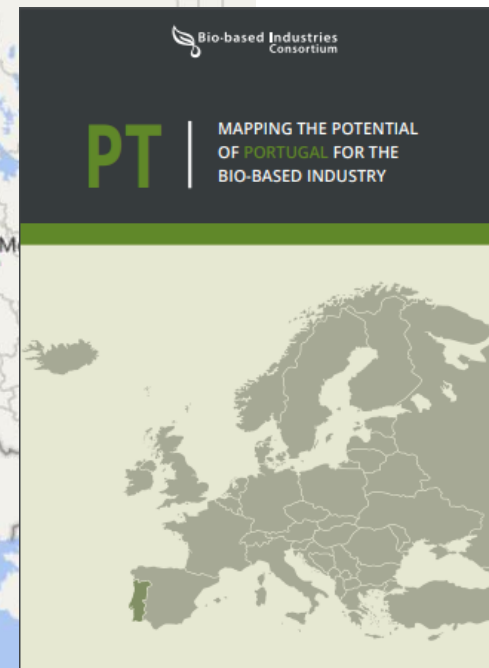 Bio-based Industries
Consortium
PT
MAPPING THE POTENTIAL
OF PORTUGAL FOR THE
BIO-BASED INDUSTRY